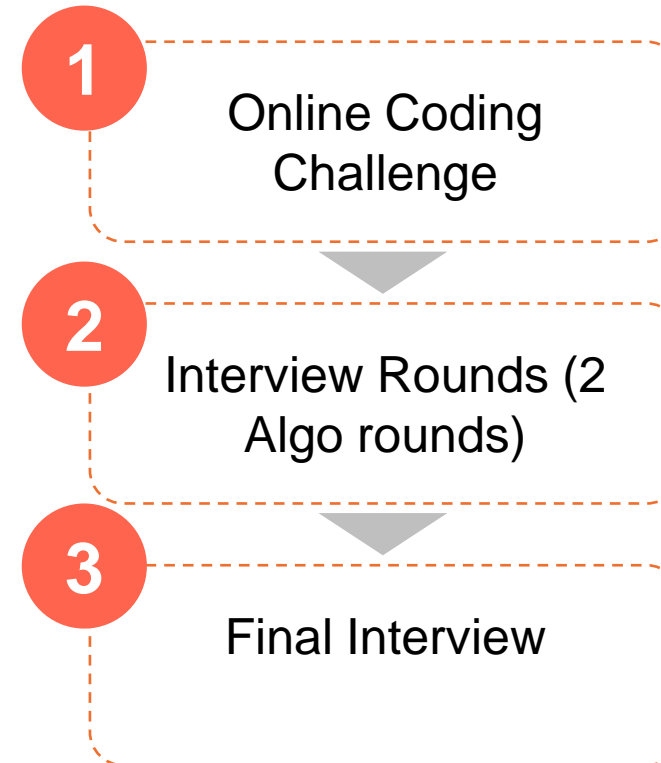 1
Online Coding
Challenge
2
Interview Rounds (2
Algo rounds)
3
Final Interview